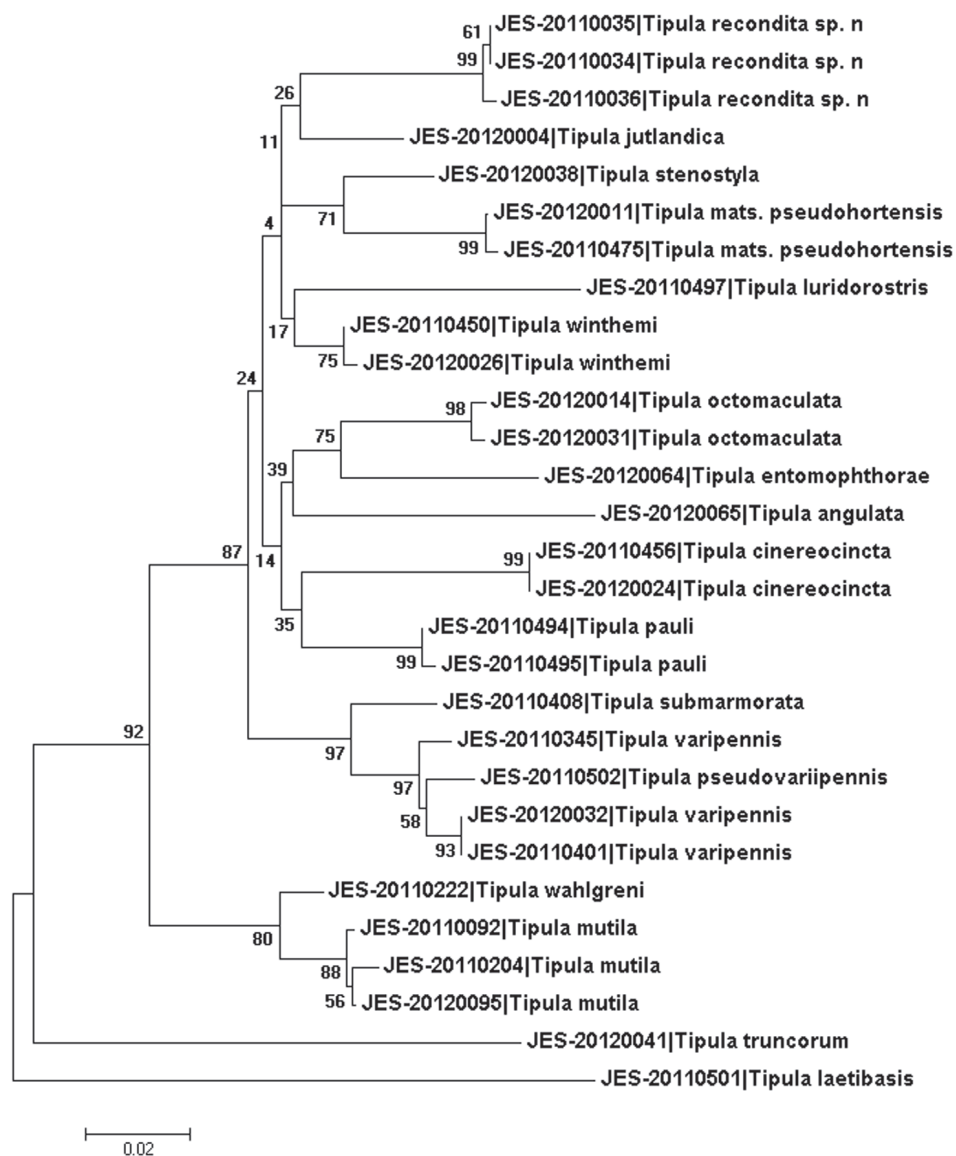 61
JES-20110035|Tipula recondita sp. n
99
JES-20110034|Tipula recondita sp. n
26
JES-20110036|Tipula recondita sp. n
11
JES-20120004|Tipula jutlandica
JES-20120038|Tipula stenostyla
71
JES-20120011|Tipula mats. pseudohortensis
4
99
JES-20110475|Tipula mats. pseudohortensis
JES-20110497|Tipula luridorostris
17
JES-20110450|Tipula winthemi
75
JES-20120026|Tipula winthemi
24
98
JES-20120014|Tipula octomaculata
75
JES-20120031|Tipula octomaculata
39
JES-20120064|Tipula entomophthorae
JES-20120065|Tipula angulata
87
14
99
JES-20110456|Tipula cinereocincta
JES-20120024|Tipula cinereocincta
35
JES-20110494|Tipula pauli
99
JES-20110495|Tipula pauli
JES-20110408|Tipula submarmorata
92
97
JES-20110345|Tipula varipennis
97
JES-20110502|Tipula pseudovariipennis
58
JES-20120032|Tipula varipennis
93
JES-20110401|Tipula varipennis
JES-20110222|Tipula wahlgreni
80
JES-20110092|Tipula mutila
88
JES-20110204|Tipula mutila
56
JES-20120095|Tipula mutila
JES-20120041|Tipula truncorum
JES-20110501|Tipula laetibasis
0.02